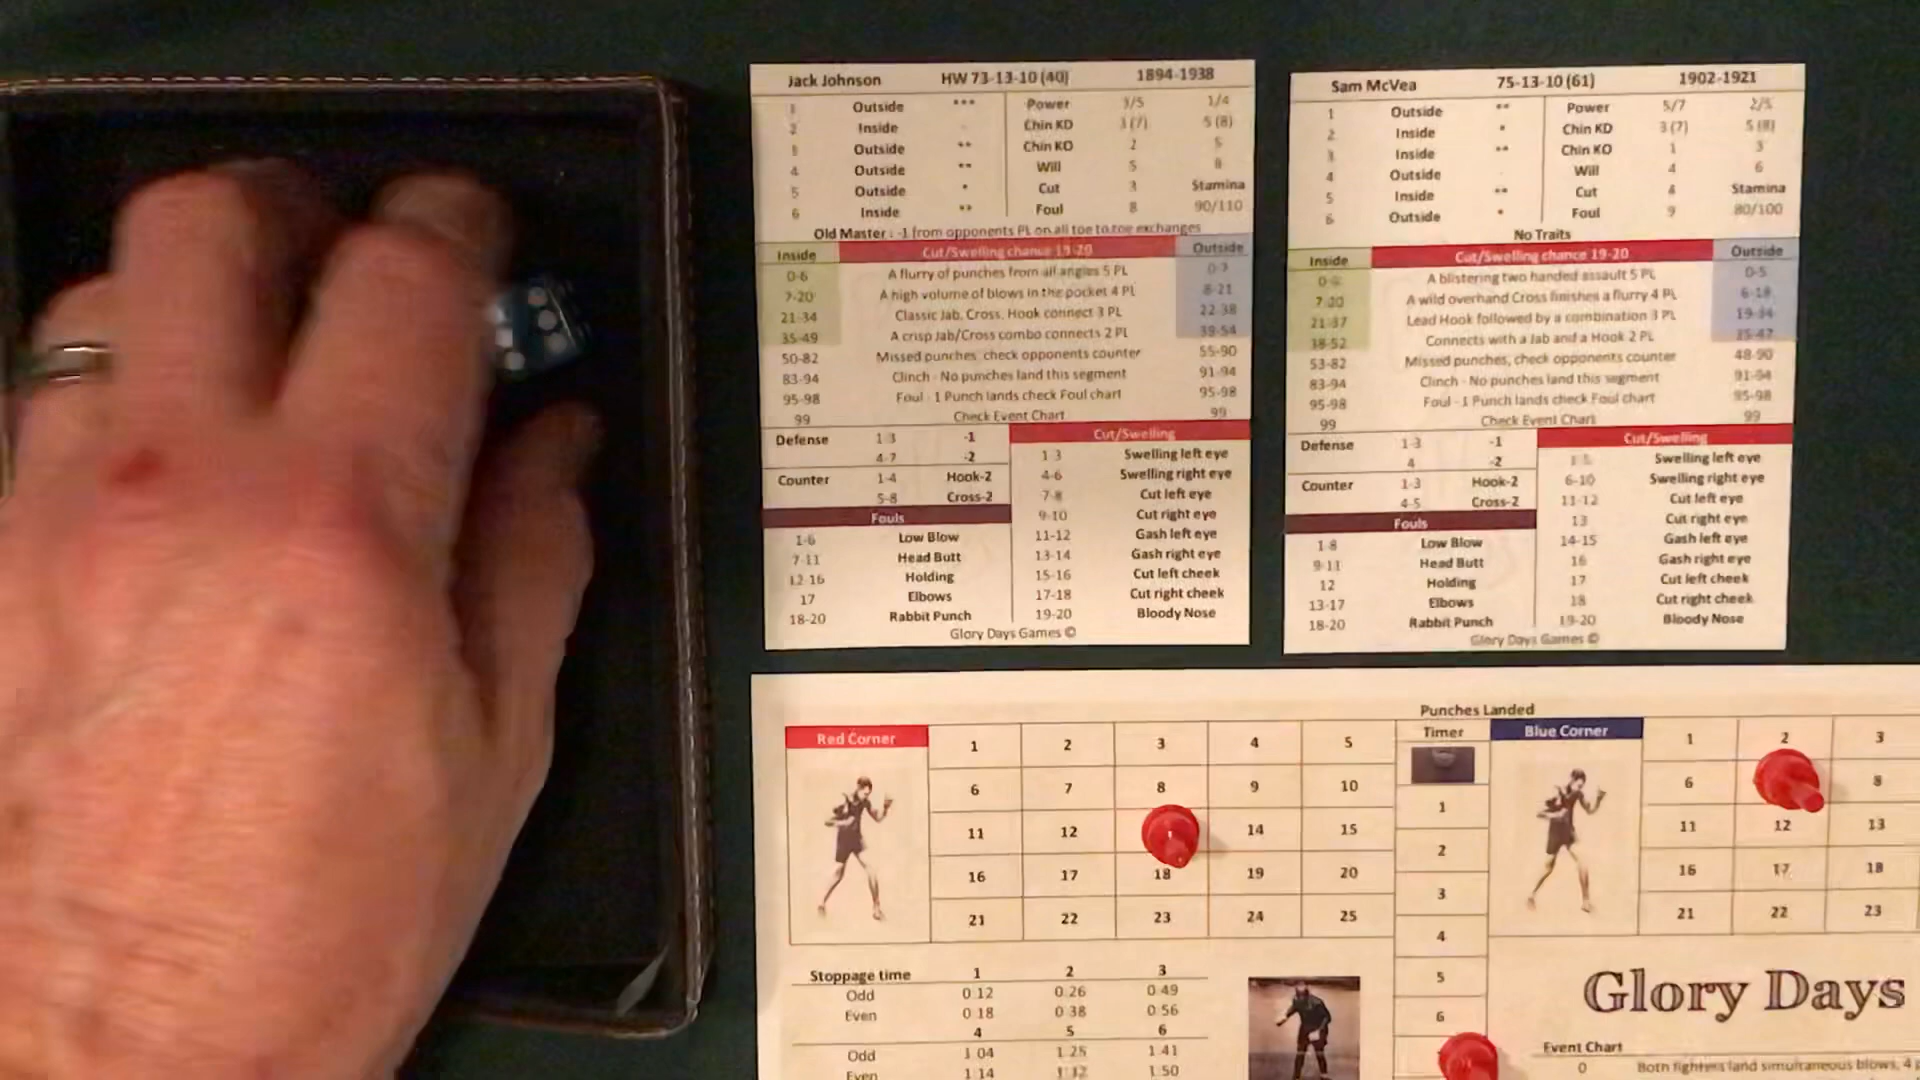 Jack Johnson HW 73-13-10 (40) 1894-1938
1 Outside *** Power 3/5 1/4
2 Inside Chin KD 3 (7) 5 (8)
3 Outside ** Chin KO 2 5
4 Outside ** Will 5 8
5 Outside * Cut 3 Stamina
6 Inside ** Foul 8 90/110
Old Master : -1 from opponents PL on all toe to toe exchanges
Inside Cut/Swelling chance 19-20 Outside
0-6 A flurry of punches from all angles 5 PL 0-7
7-20 A high volume of blows in the pocket 4 PL 8-21
21-34 Classic Jab, Cross, Hook connect 3 PL 22-38
35-49 A crisp Jab/Cross combo connects 2 PL 39-54
50-82 Missed punches, check opponents counter 55-90
83-94 Clinch - No punches land this segment 91-94
95-98 Foul - 1 Punch lands check Foul chart 95-98
99 Check Event Chart 99
Defense 1-3 -1
4-7 -2
Counter 1-4 Hook-2
5-8 Cross-2
Fouls
1-6 Low Blow
7-11 Head Butt
12-16 Holding
17 Elbows
18-20 Rabbit Punch
Cut/Swelling
1-3 Swelling left eye
4-6 Swelling right eye
7-8 Cut left eye
9-10 Cut right eye
11-12 Gash left eye
13-14 Gash right eye
15-16 Cut left cheek
17-18 Cut right cheek
19-20 Bloody Nose
Glory Days Games ©
Sam McVea 75-13-10 (61) 1902-1921
1 Outside ** Power 5/7 2/5
2 Inside * Chin KD 3 (7) 5 (8)
3 Inside ** Chin KO 1 3
4 Outside Will 4 6
5 Inside ** Cut 4 Stamina
6 Outside * Foul 9 80/100
No Traits
Inside Cut/Swelling chance 19-20 Outside
A blistering two handed assault 5 PL 0-5
7-20 A wild overhand Cross finishes a flurry 4 PL 6-18
21-37 Lead Hook followed by a combination 3 PL 19-34
38-52 Connects with a Jab and a Hook 2 PL 35-47
53-82 Missed punches, check opponents counter 48-90
83-94 Clinch - No punches land this segment 91-94
95-98 Foul - 1 Punch lands check Foul chart 95-98
99 Check Event Chart 99
Defense 1-3 -1
4 -2
Counter 1-3 Hook-2
4-5 Cross-2
Fouls
1-8 Low Blow
9-11 Head Butt
12 Holding
13-17 Elbows
18-20 Rabbit Punch
Cut/Swelling
1-5 Swelling left eye
6-10 Swelling right eye
11-12 Cut left eye
13 Cut right eye
14-15 Gash left eye
16 Gash right eye
17 Cut left cheek
18 Cut right cheek
19-20 Bloody Nose
Glory Days Games ©
Punches Landed
Red Corner
1 2 3 4 5
6 7 8 9 10
11 12 14 15
16 17 18 19 20
21 22 23 24 25
Timer
1
2
3
4
5
6
Blue Corner
1 2 3
6 8
11 12 13
16 17 18
21 22 23
Stoppage time 1 2 3
Odd 0 12 0 26 0 49
Even 0 18 0 38 0 56
4 5 6
Odd 1 04 1 25 1 41
Even 1 14 1 50
Glory Days
Event Chart
0 Both fighters land simultaneous blows, 4